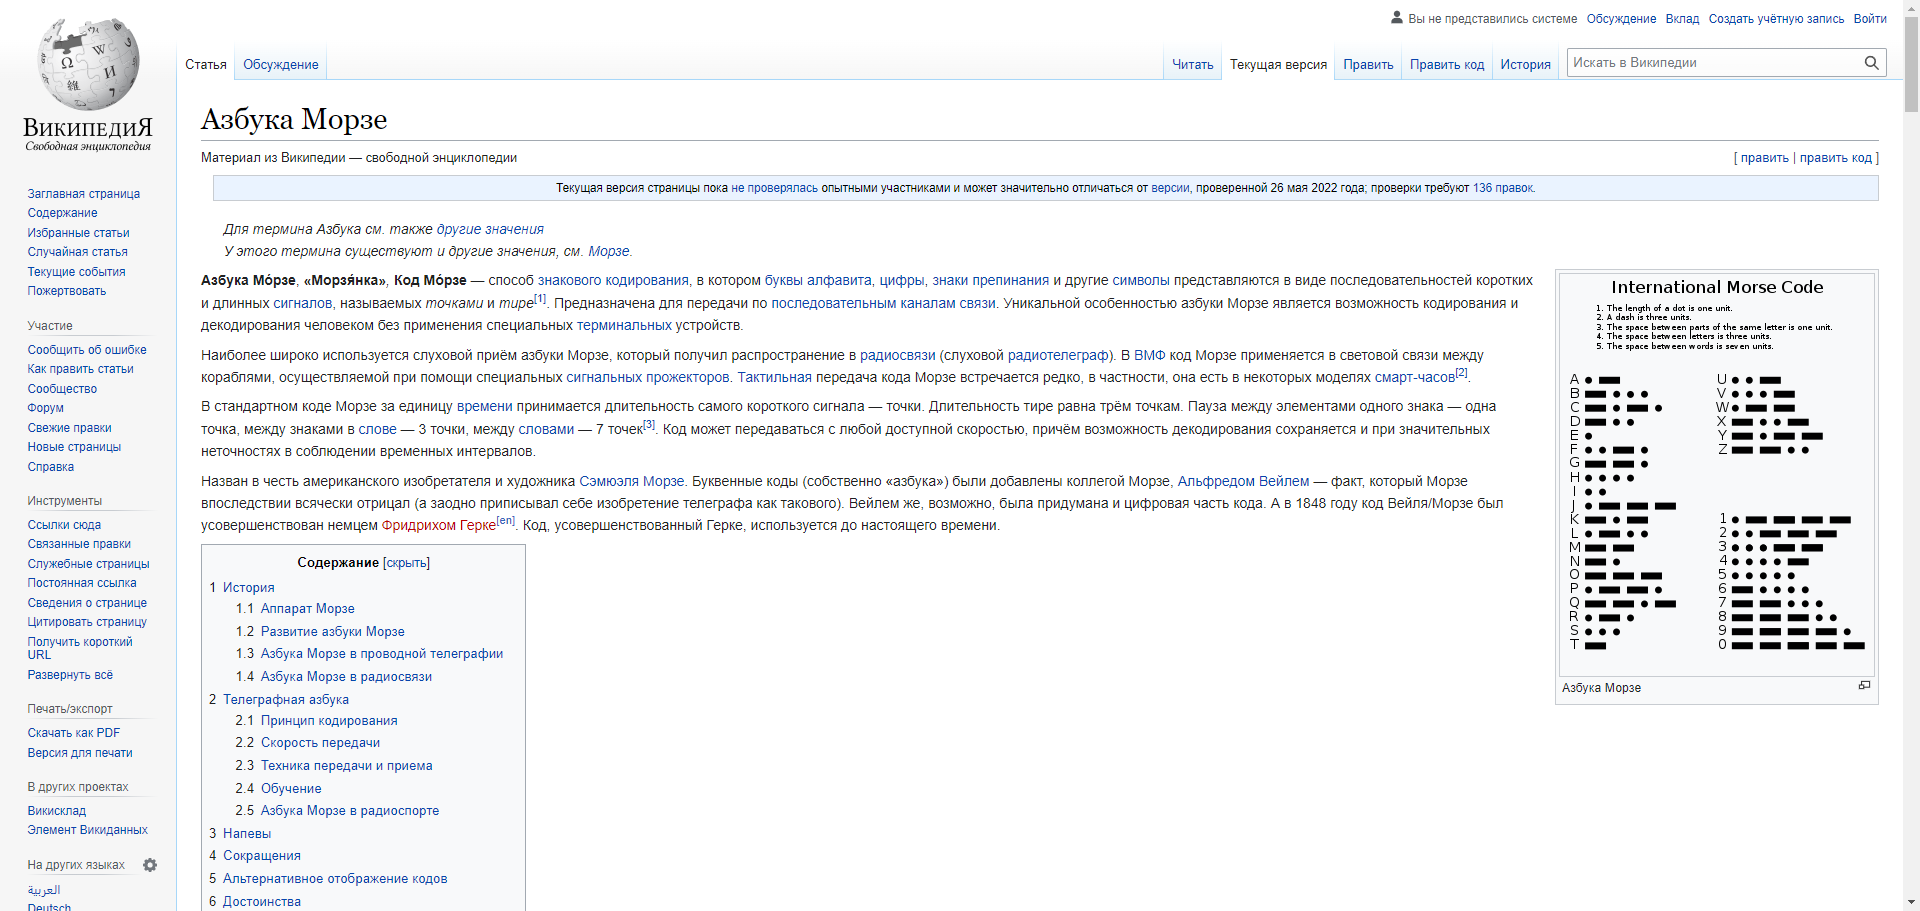 Вы не представились системе Обсуждение Вклад Создать учётную запись Войти
Статья Обсуждение Читать Текущая версия Править Править код История Искать в Википедии
ВикипедиЯ
Свободная энциклопедия
Заглавная страница
Содержание
Избранные статьи
Случайная статья
Текущие события
Пожертвовать
Участие
Сообщить об ошибке
Как править статьи
Сообщество
Форум
Свежие правки
Новые страницы
Справка
Инструменты
Ссылки сюда
Связанные правки
Служебные страницы
Постоянная ссылка
Сведения о странице
Цитировать страницу
Получить короткий
URL
Развернуть всё
Печать/экспорт
Скачать как PDF
Версия для печати
В других проектах
Викисклад
Элемент Викиданных
На других языках
العربية
Deutsch
Азбука Морзе
Материал из Википедии — свободной энциклопедии [ править | править код ]
Текущая версия страницы пока не проверялась опытными участниками и может значительно отличаться от версии, проверенной 26 мая 2022 года; проверки требуют 136 правок.
Для термина Азбука см. также другие значения
У этого термина существуют и другие значения, см. Морзе.
Азбука Мо́рзе, «Морзя́нка», Код Мо́рзе — способ знакового кодирования, в котором буквы алфавита, цифры, знаки препинания и другие символы представляются в виде последовательностей коротких
и длинных сигналов, называемых точками и тире[1]. Предназначена для передачи по последовательным каналам связи. Уникальной особенностью азбуки Морзе является возможность кодирования и
декодирования человеком без применения специальных терминальных устройств.
Наиболее широко используется слуховой приём азбуки Морзе, который получил распространение в радиосвязи (слуховой радиотелеграф). В ВМФ код Морзе применяется в световой связи между
кораблями, осуществляемой при помощи специальных сигнальных прожекторов. Тактильная передача кода Морзе встречается редко, в частности, она есть в некоторых моделях смарт-часов[2].
В стандартном коде Морзе за единицу времени принимается длительность самого короткого сигнала — точки. Длительность тире равна трём точкам. Пауза между элементами одного знака — одна
точка, между знаками в слове — 3 точки, между словами — 7 точек[3]. Код может передаваться с любой доступной скоростью, причём возможность декодирования сохраняется и при значительных
неточностях в соблюдении временных интервалов.
Назван в честь американского изобретателя и художника Сэмюэля Морзе. Буквенные коды (собственно «азбука») были добавлены коллегой Морзе, Альфредом Вейлем — факт, который Морзе
впоследствии всячески отрицал (а заодно приписывал себе изобретение телеграфа как такового). Вейлем же, возможно, была придумана и цифровая часть кода. А в 1848 году код Вейля/Морзе был
усовершенствован немцем Фридрихом Герке[en]. Код, усовершенствованный Герке, используется до настоящего времени.
Содержание [скрыть]
1 История
1.1 Аппарат Морзе
1.2 Развитие азбуки Морзе
1.3 Азбука Морзе в проводной телеграфии
1.4 Азбука Морзе в радиосвязи
2 Телеграфная азбука
2.1 Принцип кодирования
2.2 Скорость передачи
2.3 Техника передачи и приема
2.4 Обучение
2.5 Азбука Морзе в радиоспорте
3 Напевы
4 Сокращения
5 Альтернативное отображение кодов
6 Достоинства
International Morse Code
1. The length of a dot is one unit.
2. A dash is three units.
3. The space between parts of the same letter is one unit.
4. The space between letters is three units.
5. The space between words is seven units.
A
B
C
D
E
F
G
H
I
J
K
L
M
N
O
P
Q
R
S
T
U
V
W
X
Y
Z
1
2
3
4
5
6
7
8
9
0
Азбука Морзе